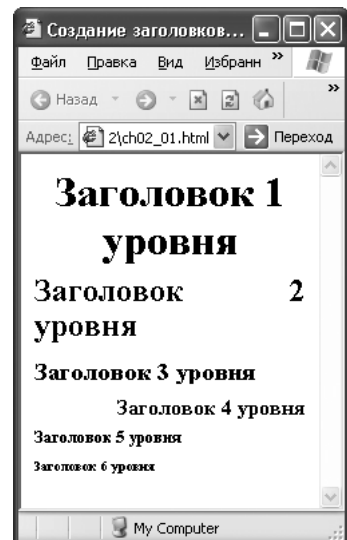 Создание заголовков...
Файл Правка Вид Избранн »
Назад »
Адрес: 2\ch02_01.html Переход
Заголовок 1
уровня
Заголовок 2
уровня
Заголовок 3 уровня
Заголовок 4 уровня
Заголовок 5 уровня
Заголовок 6 уровня
My Computer